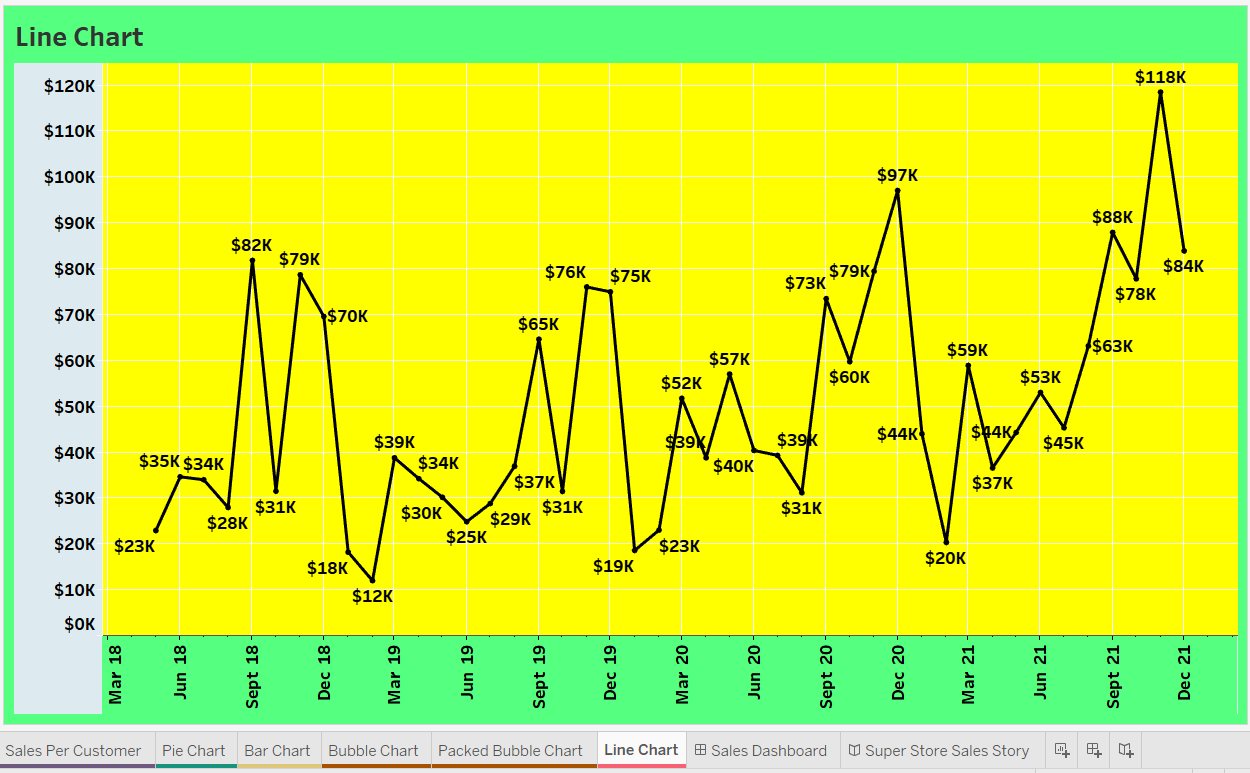 Line Chart
$120K
$110K
$100K
$90K
$80K
$70K
$60K
$50K
$40K
$30K
$20K
$10K
$0K
$23K
$35K
$34K
$28K
$82K
$31K
$79K
$70K
$18K
$12K
$39K
$34K
$30K
$25K
$29K
$37K
$65K
$31K
$76K
$75K
$19K
$23K
$52K
$39K
$57K
$40K
$39K
$31K
$73K
$60K
$79K
$97K
$44K
$20K
$59K
$37K
$44K
$53K
$45K
$63K
$88K
$78K
$118K
$84K
Mar 18
Jun 18
Sept 18
Dec 18
Mar 19
Jun 19
Sept 19
Dec 19
Mar 20
Jun 20
Sept 20
Dec 20
Mar 21
Jun 21
Sept 21
Dec 21
Sales Per Customer
Pie Chart
Bar Chart
Bubble Chart
Packed Bubble Chart
Line Chart
Sales Dashboard
Super Store Sales Story